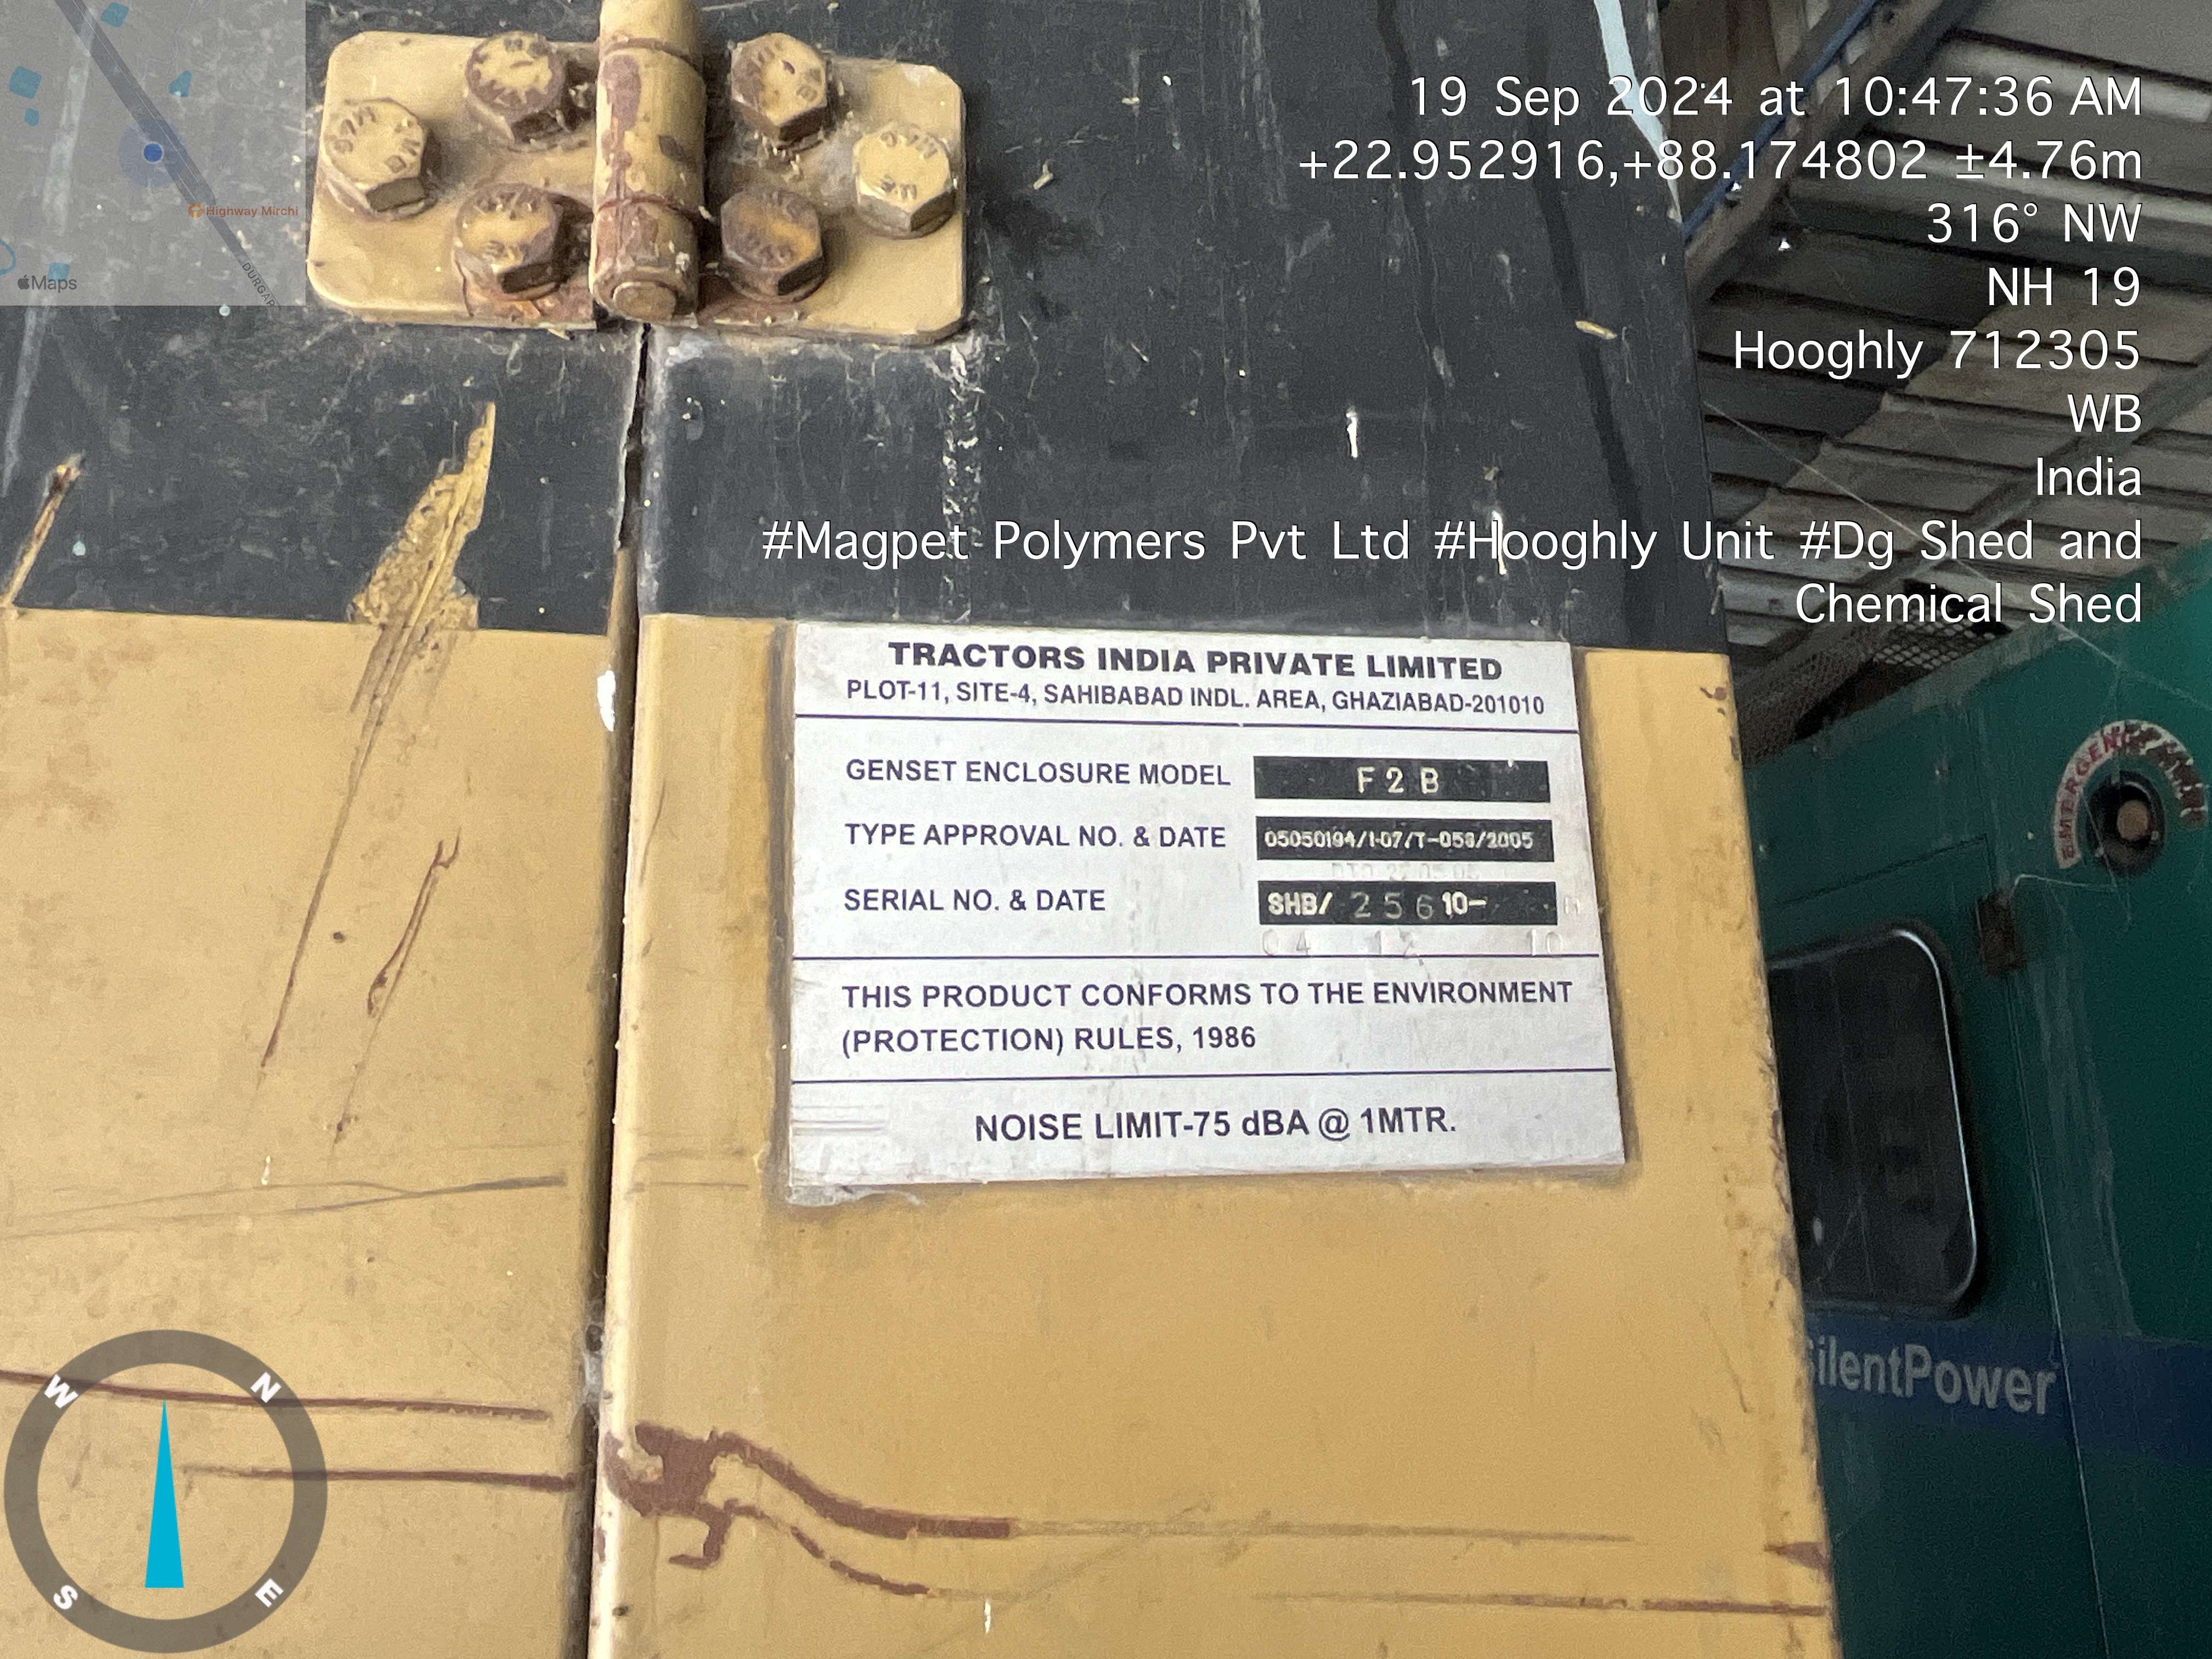 19 Sep 2024 at 10:47:36 AM
+22.952916,+88.174802 ±4.76m
316° NW
NH 19
Hooghly 712305
WB
India
#Magpet Polymers Pvt Ltd #Hooghly Unit #Dg Shed and
Chemical Shed
Highway Mirchi
Maps
TRACTORS INDIA PRIVATE LIMITED
PLOT-11, SITE-4, SAHIBABAD INDL. AREA, GHAZIABAD-201010
GENSET ENCLOSURE MODEL F2B
TYPE APPROVAL NO. & DATE 05050194/1-07/T-058/2005
SERIAL NO. & DATE SHB/ 256 10-
04 12 10
THIS PRODUCT CONFORMS TO THE ENVIRONMENT
(PROTECTION) RULES, 1986
NOISE LIMIT-75 dBA @ 1MTR.
SilentPower
W N
S E